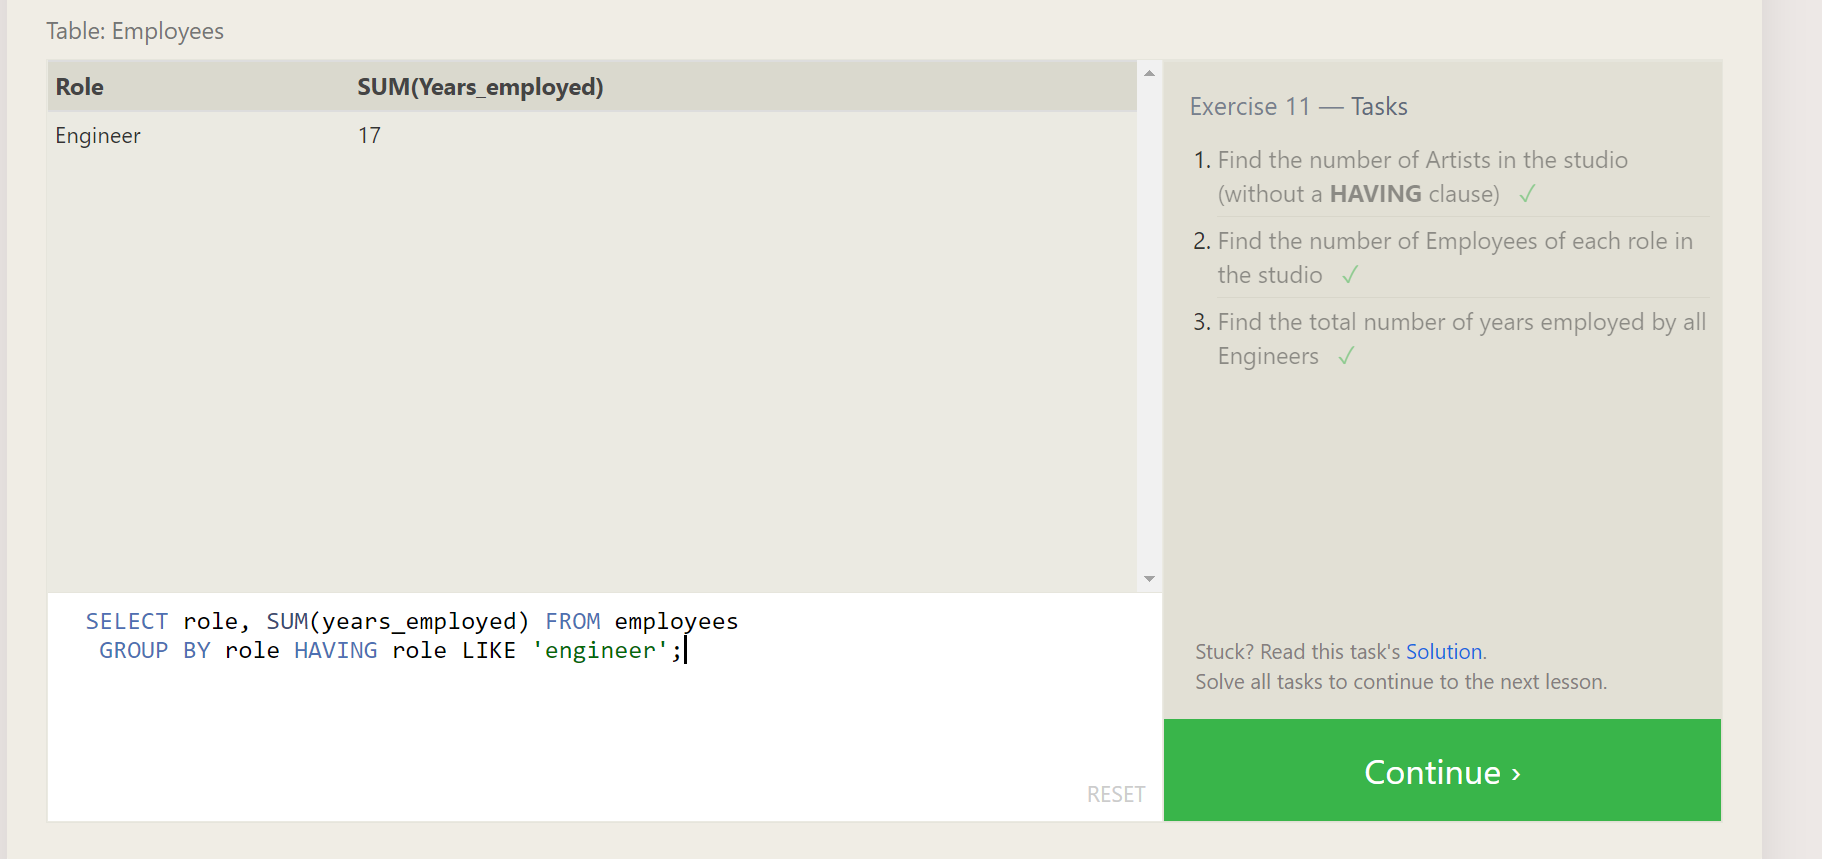 Table: Employees
Role SUM(Years_employed)
Engineer 17
SELECT role, SUM(years_employed) FROM employees
GROUP BY role HAVING role LIKE 'engineer';
RESET
Exercise 11 — Tasks
1. Find the number of Artists in the studio
(without a HAVING clause) ✓
2. Find the number of Employees of each role in
the studio ✓
3. Find the total number of years employed by all
Engineers ✓
Stuck? Read this task's Solution.
Solve all tasks to continue to the next lesson.
Continue ›